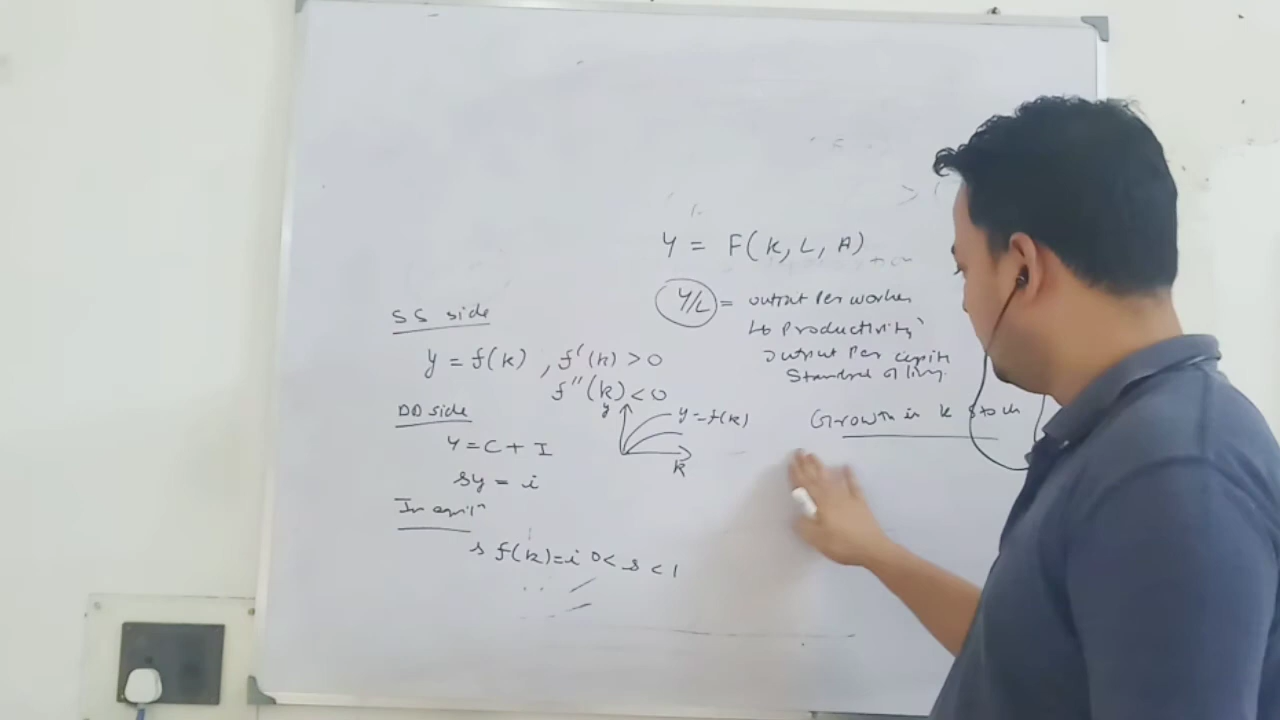 Y = F(K, L, A)
Y/L = output Per worker
↳ Productivity
output Per capita
Standard of living
SS side
y = f(k) , f'(k) > 0
f''(k) < 0
DD side
Y = C + I
sy = i
In equilⁿ
s f(k) = i 0 < s < 1
y
y = f(k)
k
Growth in k stock